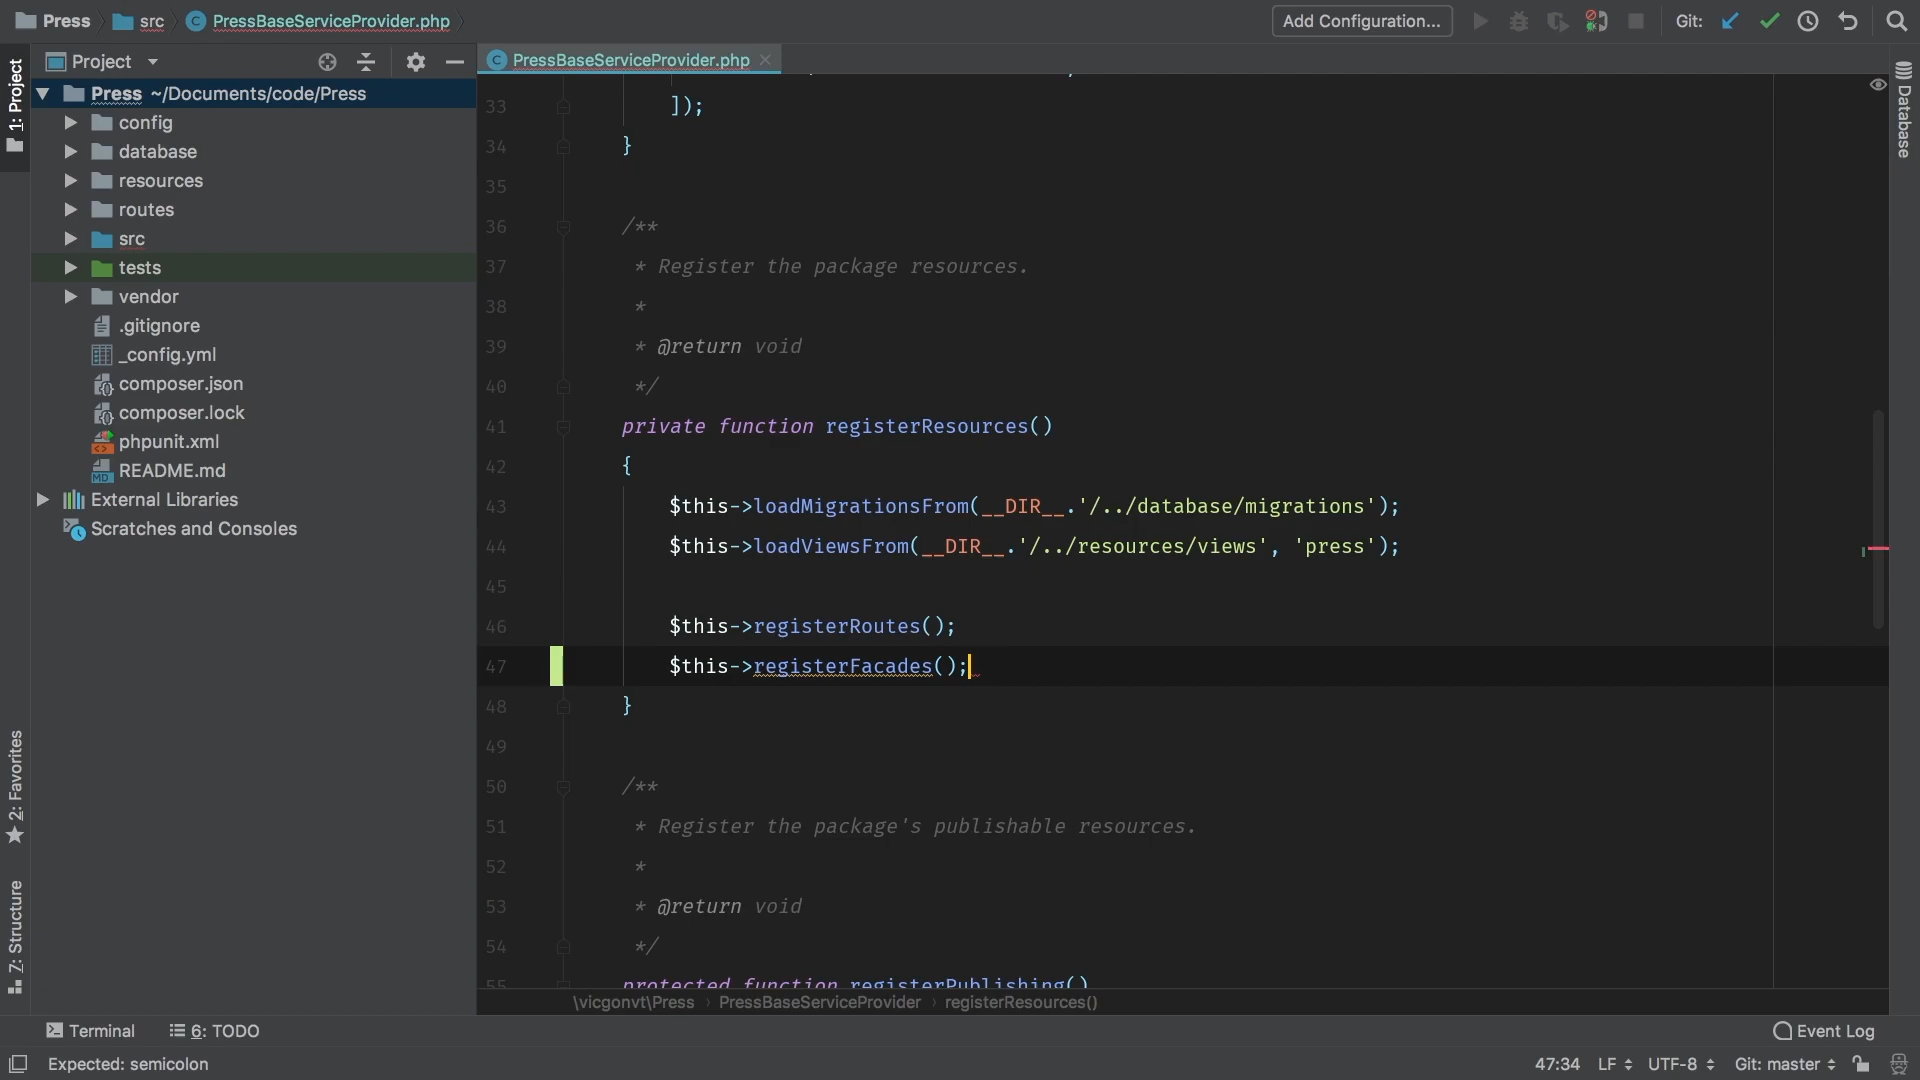 Press src PressBaseServiceProvider.php Add Configuration... Git:
1: Project
Project
Press ~/Documents/code/Press
config
database
resources
routes
src
tests
vendor
.gitignore
_config.yml
composer.json
composer.lock
phpunit.xml
README.md
External Libraries
Scratches and Consoles
2: Favorites
7: Structure
PressBaseServiceProvider.php
33 ]);
34 }
35
36 /**
37 * Register the package resources.
38 *
39 * @return void
40 */
41 private function registerResources()
42 {
43 $this->loadMigrationsFrom(__DIR__.'/../database/migrations');
44 $this->loadViewsFrom(__DIR__.'/../resources/views', 'press');
45
46 $this->registerRoutes();
47 $this->registerFacades();
48 }
49
50 /**
51 * Register the package's publishable resources.
52 *
53 * @return void
54 */
55 protected function registerPublishing()
\vicgonvt\Press › PressBaseServiceProvider › registerResources()
Database
Terminal 6: TODO Event Log
Expected: semicolon 47:34 LF UTF-8 Git: master